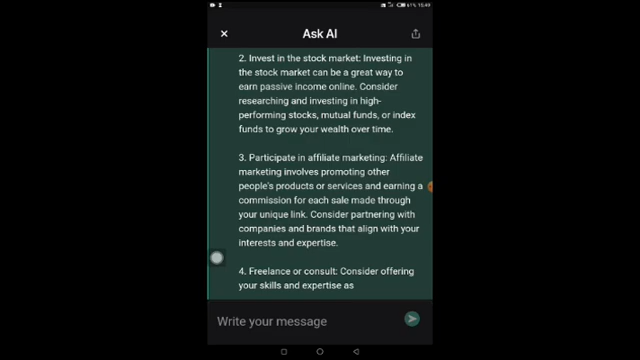 61% 15:49
Ask AI
2. Invest in the stock market: Investing in
the stock market can be a great way to
earn passive income online. Consider
researching and investing in high-
performing stocks, mutual funds, or index
funds to grow your wealth over time.
3. Participate in affiliate marketing: Affiliate
marketing involves promoting other
people's products or services and earning a
commission for each sale made through
your unique link. Consider partnering with
companies and brands that align with your
interests and expertise.
4. Freelance or consult: Consider offering
your skills and expertise as
Write your message